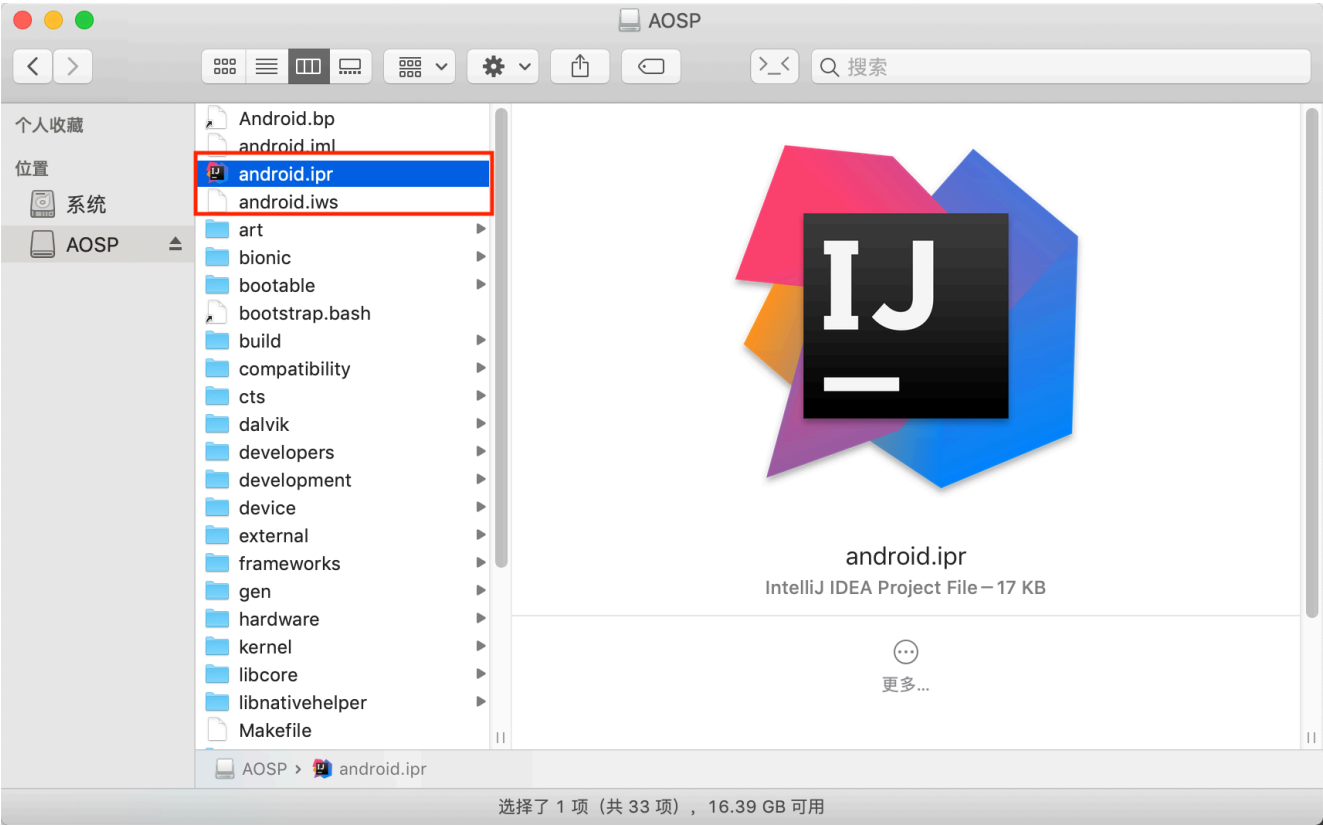 AOSP
搜索
个人收藏
位置
系统
AOSP
Android.bp
android.iml
android.ipr
android.iws
art
bionic
bootable
bootstrap.bash
build
compatibility
cts
dalvik
developers
development
device
external
frameworks
gen
hardware
kernel
libcore
libnativehelper
Makefile
IJ
android.ipr
IntelliJ IDEA Project File — 17 KB
更多...
AOSP › android.ipr
选择了 1 项（共 33 项），16.39 GB 可用